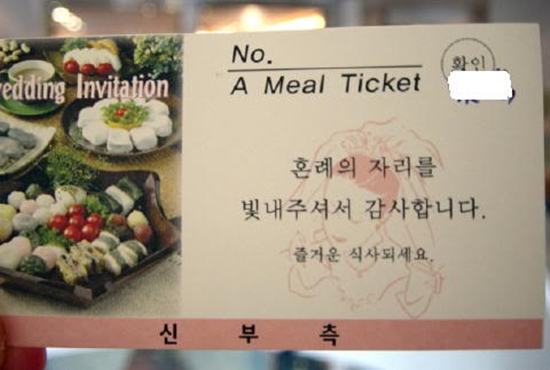 No.
확인
Wedding Invitation
A Meal Ticket
혼례의 자리를
빛내주셔서 감사합니다.
즐거운 식사되세요.
신 부 측